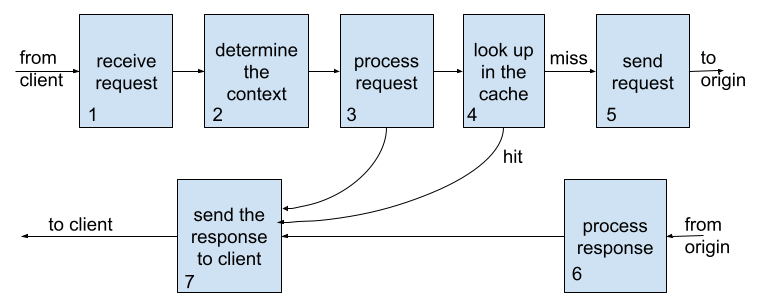 from
client
receive
request
1
determine
the
context
2
process
request
3
look up
in the
cache
4
miss
send
request
5
to
origin
hit
to client
send the
response
to client
7
process
response
6
from
origin